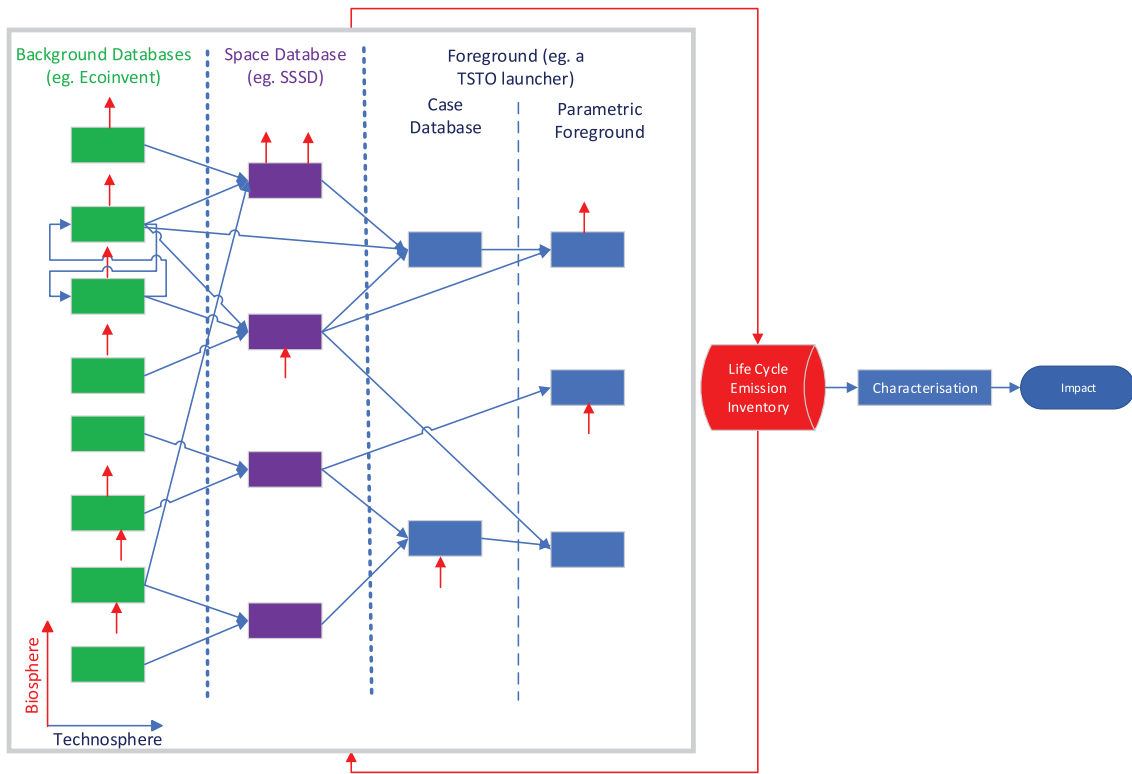 Background Databases
(eg. Ecoinvent)
Space Database
(eg. SSSD)
Foreground (eg. a
TSTO launcher)
Case
Database
Parametric
Foreground
Life Cycle
Emission
Inventory
Characterisation
Impact
Biosphere
Technosphere